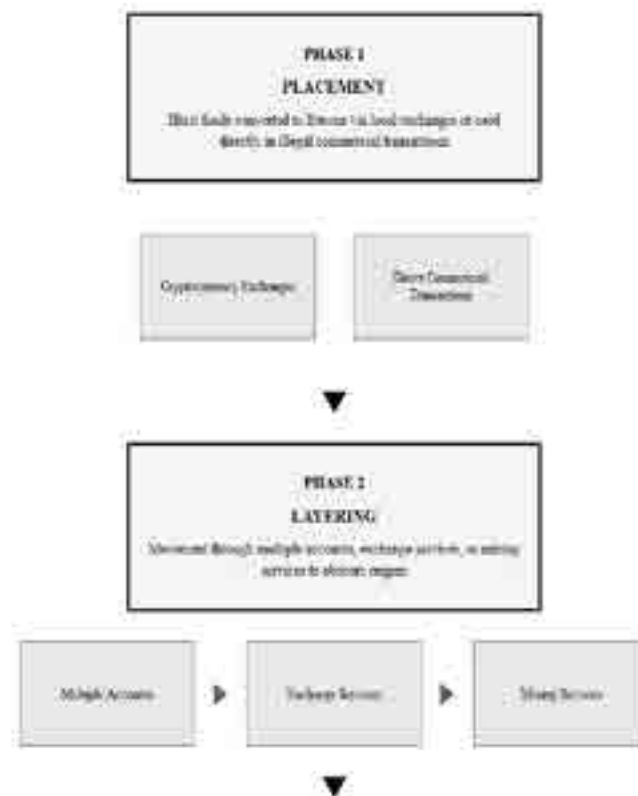 PHASE 1
PLACEMENT
Illicit funds converted to Bitcoin via local exchanges or used
directly in illegal commercial transactions
Cryptocurrency Exchanges
Direct Commercial
Transactions
PHASE 2
LAYERING
Movement through multiple accounts, exchange services, or mixing
services to obscure origins
Multiple Accounts
Exchange Services
Mixing Services